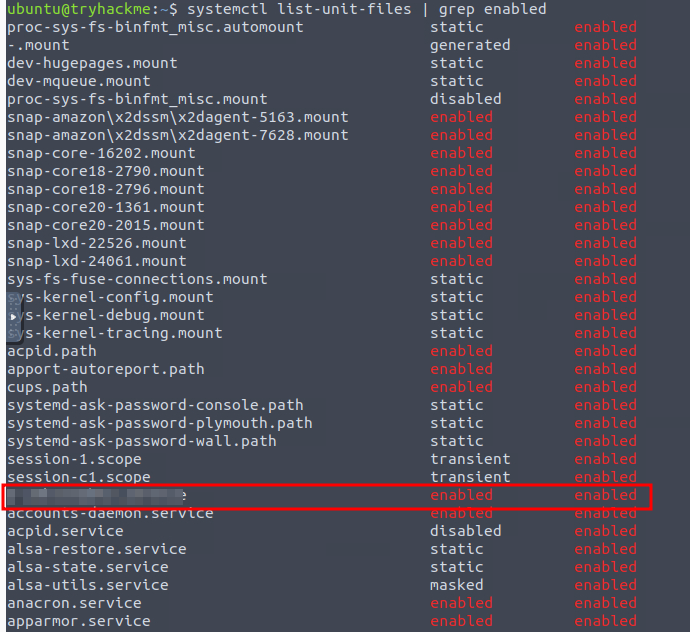 ubuntu@tryhackme:~$ systemctl list-unit-files | grep enabled
proc-sys-fs-binfmt_misc.automount static enabled
-.mount generated enabled
dev-hugepages.mount static enabled
dev-mqueue.mount static enabled
proc-sys-fs-binfmt_misc.mount disabled enabled
snap-amazon\x2dssm\x2dagent-5163.mount enabled enabled
snap-amazon\x2dssm\x2dagent-7628.mount enabled enabled
snap-core-16202.mount enabled enabled
snap-core18-2790.mount enabled enabled
snap-core18-2796.mount enabled enabled
snap-core20-1361.mount enabled enabled
snap-core20-2015.mount enabled enabled
snap-lxd-22526.mount enabled enabled
snap-lxd-24061.mount enabled enabled
sys-fs-fuse-connections.mount static enabled
sys-kernel-config.mount static enabled
sys-kernel-debug.mount static enabled
sys-kernel-tracing.mount static enabled
acpid.path enabled enabled
apport-autoreport.path enabled enabled
cups.path enabled enabled
systemd-ask-password-console.path static enabled
systemd-ask-password-plymouth.path static enabled
systemd-ask-password-wall.path static enabled
session-1.scope transient enabled
session-c1.scope transient enabled
enabled enabled
accounts-daemon.service enabled enabled
acpid.service disabled enabled
alsa-restore.service static enabled
alsa-state.service static enabled
alsa-utils.service masked enabled
anacron.service enabled enabled
apparmor.service enabled enabled